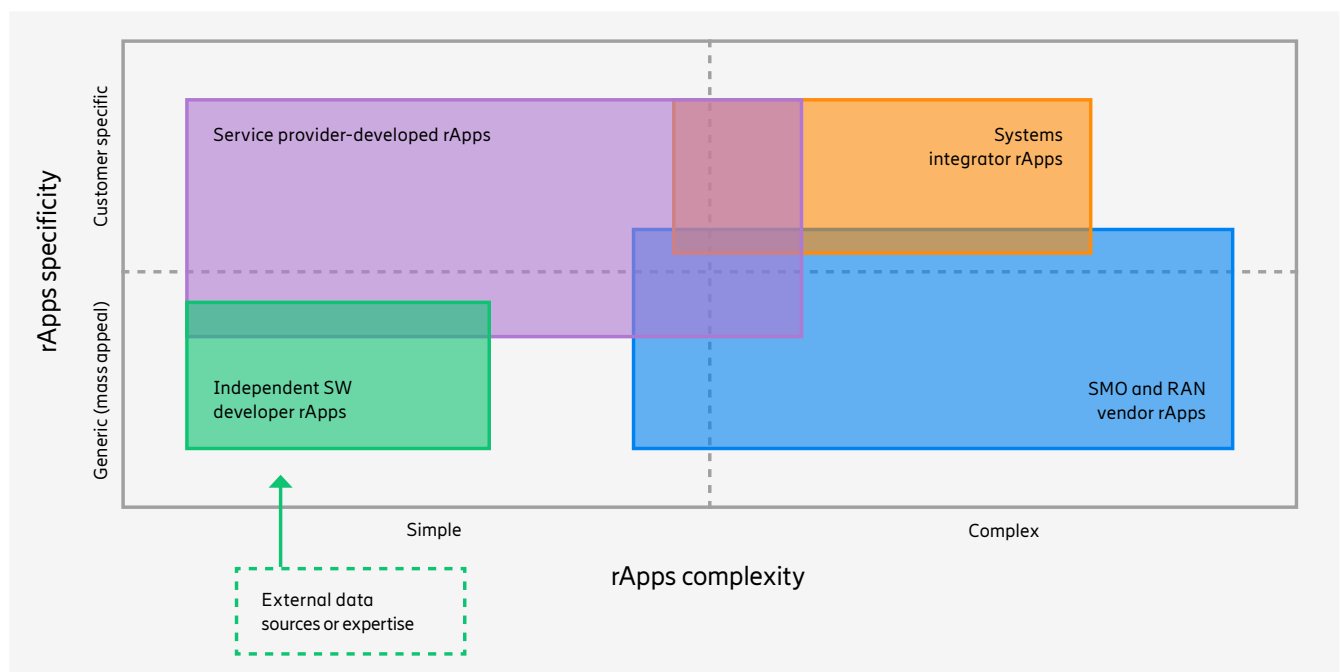 rApps specificity
Customer specific
Generic (mass appeal)
Service provider-developed rApps
Systems
integrator rApps
Independent SW
developer rApps
SMO and RAN
vendor rApps
Simple
Complex
rApps complexity
External data
sources or expertise